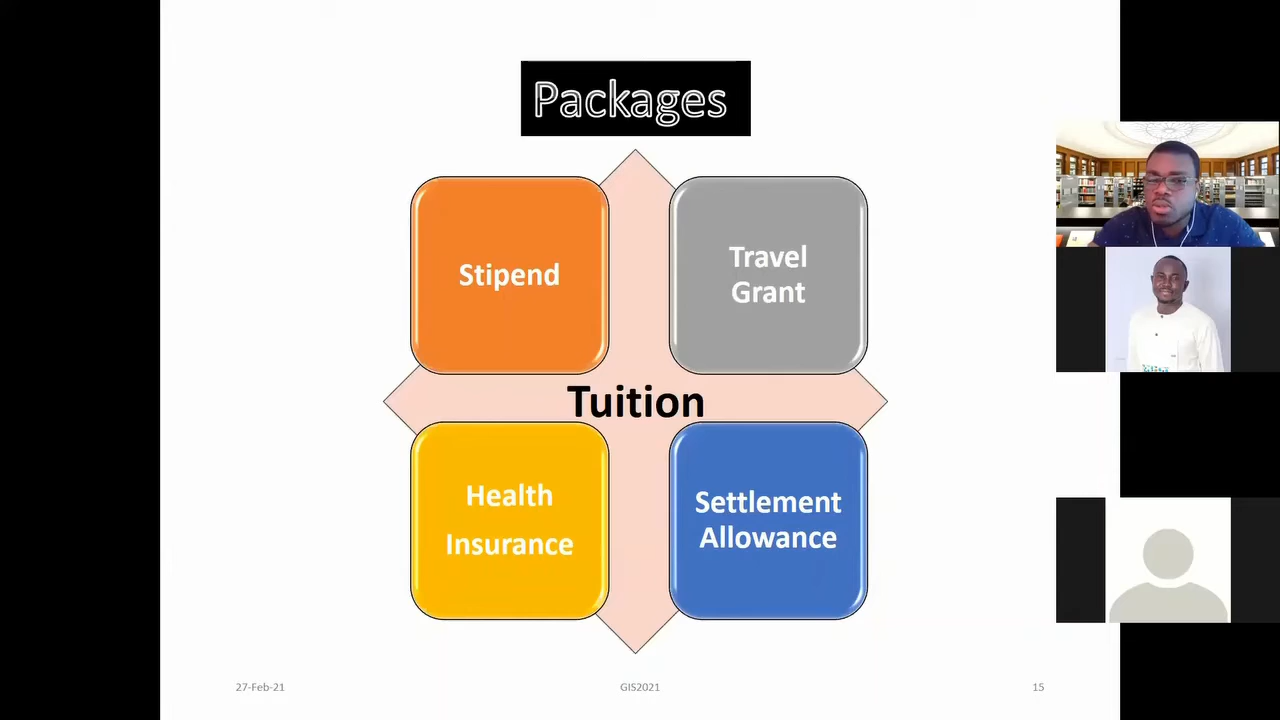 Packages
Stipend
Travel
Grant
Tuition
Health
Insurance
Settlement
Allowance
27-Feb-21
GIS2021
15